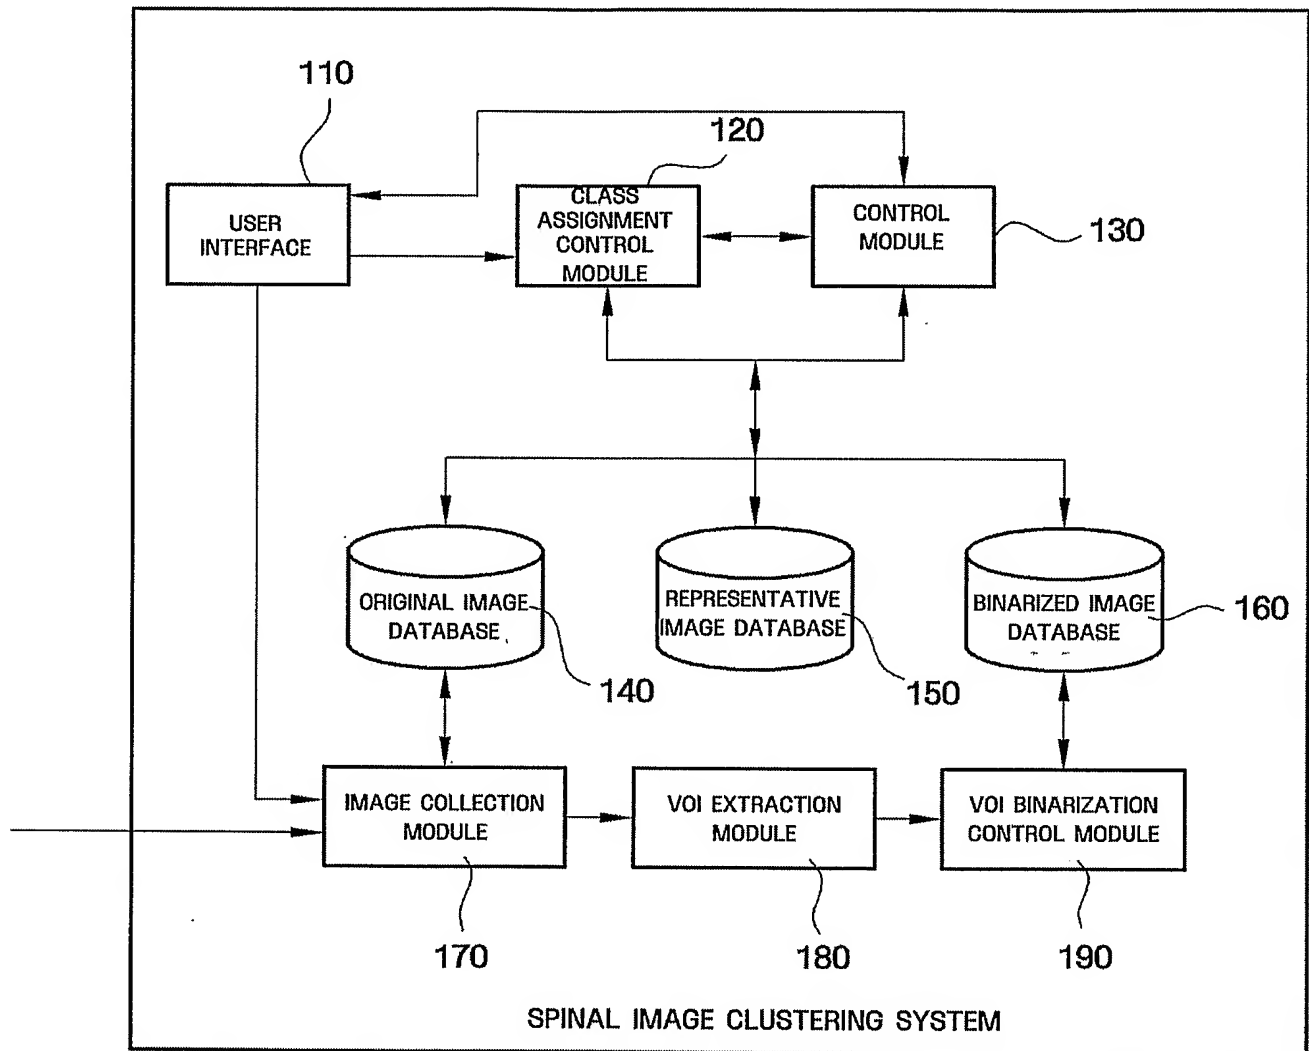 110
120
USER
INTERFACE
CLASS
ASSIGNMENT
CONTROL
MODULE
CONTROL
MODULE
130
ORIGINAL IMAGE
DATABASE
140
REPRESENTATIVE
IMAGE DATABASE
150
BINARIZED IMAGE
DATABASE
160
IMAGE COLLECTION
MODULE
170
VOI EXTRACTION
MODULE
180
VOI BINARIZATION
CONTROL MODULE
190
SPINAL IMAGE CLUSTERING SYSTEM